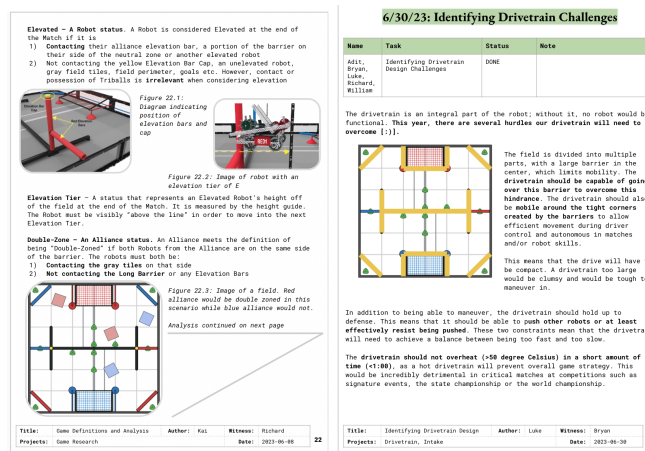 Elevated – A Robot status. A Robot is considered Elevated at the end of
the Match if it is
1) Contacting their alliance elevation bar, a portion of the barrier on
their side of the neutral zone or another elevated robot
2) Not contacting the yellow Elevation Bar Cap, an unelevated robot,
gray field tiles, field perimeter, goals etc. However, contact or
possession of Triballs is irrelevant when considering elevation
Figure 22.1:
Diagram indicating
position of
elevation bars and
cap
Figure 22.2: Image of robot with an
elevation tier of E
Elevation Tier – A status that represents an Elevated Robot's height off
of the field at the end of the Match. It is measured by the height guide.
The Robot must be visibly "above the line" in order to move into the next
Elevation Tier.
Double-Zone – An Alliance status. An Alliance meets the definition of
being "Double-Zoned" if both Robots from the Alliance are on the same side
of the barrier. The robots must both be:
1) Contacting the gray tiles on that side
2) Not contacting the Long Barrier or any Elevation Bars
Figure 22.3: Image of a field. Red
alliance would be double zoned in this
scenario while blue alliance would not.
Analysis continued on next page
Title: Game Definitions and Analysis Author: Kai Witness: Richard
Projects: Game Research Date: 2023-06-08
22
6/30/23: Identifying Drivetrain Challenges
Name Task Status Note
Adit, Identifying Drivetrain DONE
Bryan, Design Challenges
Luke,
Richard,
William
The drivetrain is an integral part of the robot; without it, no robot would b
functional. This year, there are several hurdles our drivetrain will need to
overcome [:)].
The field is divided into multiple
parts, with a large barrier in the
center, which limits mobility. The
drivetrain should be capable of goin
over this barrier to overcome this
hindrance. The drivetrain should als
be mobile around the tight corners
created by the barriers to allow
efficient movement during driver
control and autonomous in matches
and/or robot skills.
This means that the drive will have
be compact. A drivetrain too large
would be clumsy and would be tough t
maneuver in.
In addition to being able to maneuver, the drivetrain should hold up to
defense. This means that it should be able to push other robots or at least
effectively resist being pushed. These two constraints mean that the drivetra
will need to achieve a balance between being too fast and too slow.
The drivetrain should not overheat (>50 degree Celsius) in a short amount of
time (<1:00), as a hot drivetrain will prevent overall game strategy. This
would be incredibly detrimental in critical matches at competitions such as
signature events, the state championship or the world championship.
Title: Identifying Drivetrain Design Author: Luke Witness: Bryan
Projects: Drivetrain, Intake Date: 2023-06-30